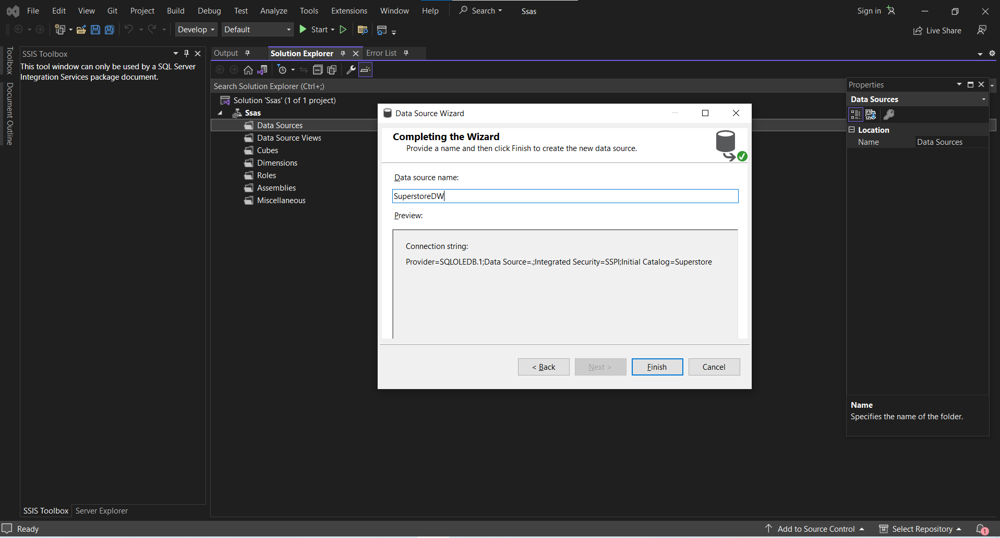 File Edit View Git Project Build Debug Test Analyze Tools Extensions Window Help Search Ssas Sign in
Develop Default Start Live Share
Toolbox
Document Outline
SSIS Toolbox
This tool window can only be used by a SQL Server
Integration Services package document.
SSIS Toolbox Server Explorer
Output Solution Explorer Error List
Search Solution Explorer (Ctrl+;)
Solution 'Ssas' (1 of 1 project)
Ssas
Data Sources
Data Source Views
Cubes
Dimensions
Roles
Assemblies
Miscellaneous
Data Source Wizard
Completing the Wizard
Provide a name and then click Finish to create the new data source.
Data source name:
SuperstoreDW
Preview:
Connection string:
Provider=SQLOLEDB.1;Data Source=.;Integrated Security=SSPI;Initial Catalog=Superstore
< Back Next > Finish Cancel
Properties
Data Sources
Location
Name Data Sources
Name
Specifies the name of the folder.
Ready Add to Source Control Select Repository 1